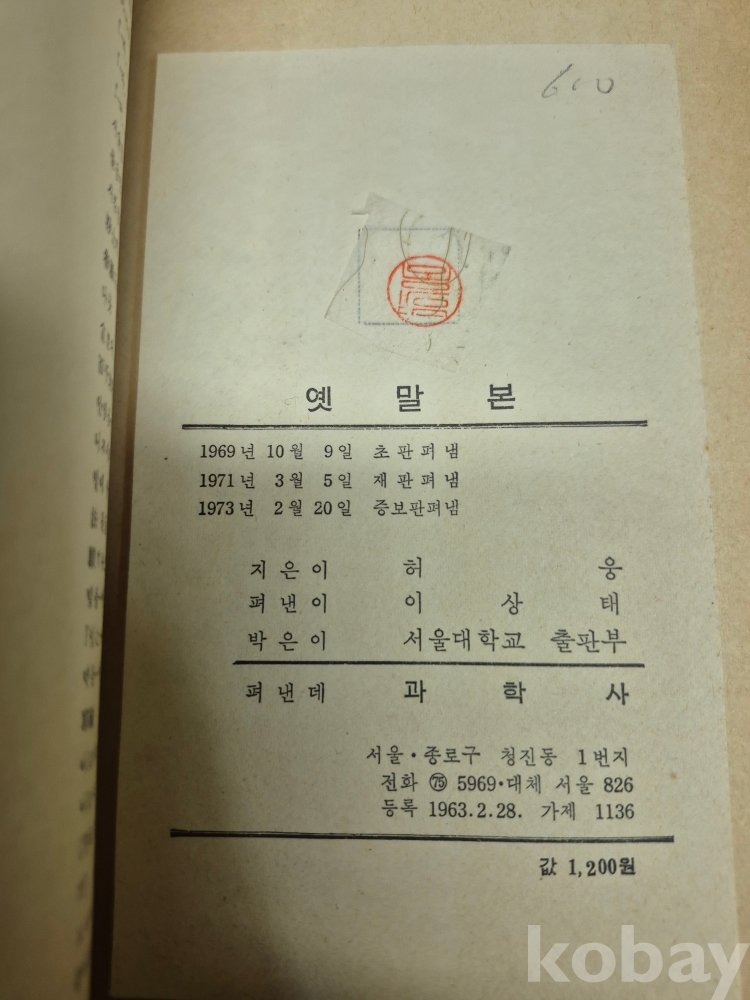 600
옛 말 본
1969년 10월 9일 초판펴냄
1971년 3월 5일 재판펴냄
1973년 2월 20일 증보판펴냄
지은이 허 웅
펴낸이 이 상 태
박은이 서울대학교 출판부
펴낸데 과 학 사
서울·종로구 청진동 1번지
전화 ㊆ 5969·대체 서울 826
등록 1963.2.28. 가제 1136
값 1,200원
kobay